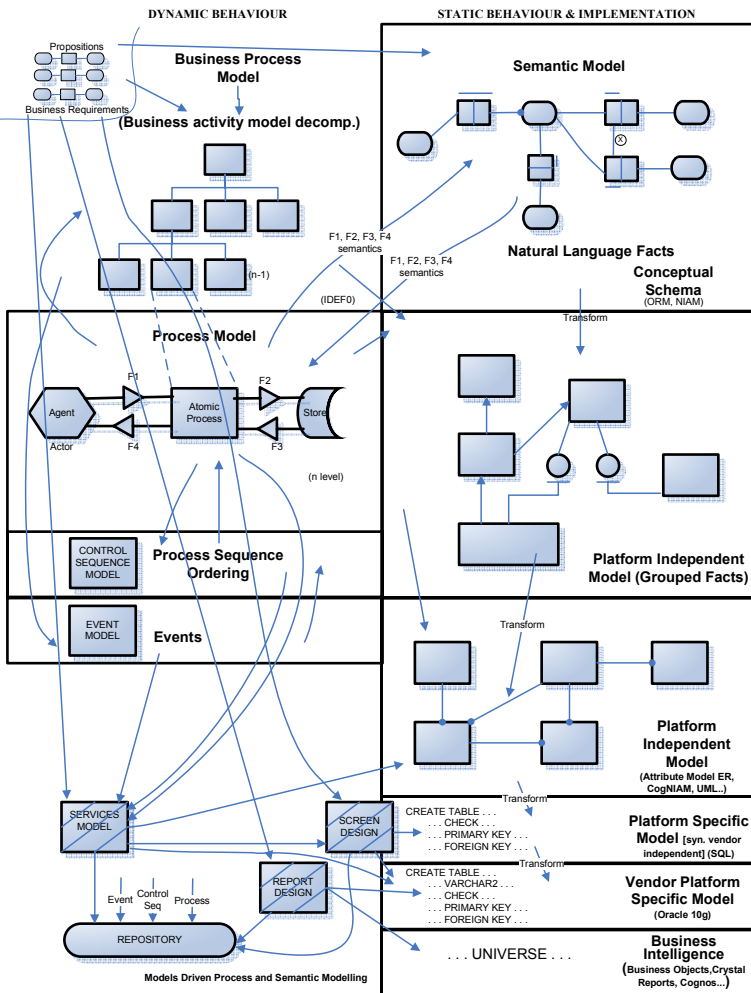 DYNAMIC BEHAVIOUR
STATIC BEHAVIOUR & IMPLEMENTATION
Propositions
Business Requirements
Business Process
Model
(Business activity model decomp.)
(n-1)
Semantic Model
X
F1, F2, F3, F4
semantics
F1, F2, F3, F4
semantics
(IDEF0)
Natural Language Facts
Conceptual
Schema
(ORM, NIAM)
Transform
Process Model
F1
F2
Agent
Atomic
Process
Store
Actor
F4
F3
(n level)
Platform Independent
Model (Grouped Facts)
CONTROL
SEQUENCE
MODEL
Process Sequence
Ordering
EVENT
MODEL
Events
Transform
Platform
Independent
Model
(Attribute Model ER,
CogNIAM, UML..)
Transform
SERVICES
MODEL
SCREEN
DESIGN
CREATE TABLE . . .
. . . CHECK . . .
. . . PRIMARY KEY . . .
. . . FOREIGN KEY . . .
Platform Specific
Model [syn. vendor
independent] (SQL)
Transform
REPORT
DESIGN
CREATE TABLE . . .
. . . VARCHAR2 . . .
. . . CHECK . . .
. . . PRIMARY KEY . . .
. . . FOREIGN KEY . . .
Vendor Platform
Specific Model
(Oracle 10g)
Event
Control
Seq
Process
REPOSITORY
. . . UNIVERSE . . .
Business
Intelligence
(Business Objects,Crystal
Reports, Cognos...)
Models Driven Process and Semantic Modelling